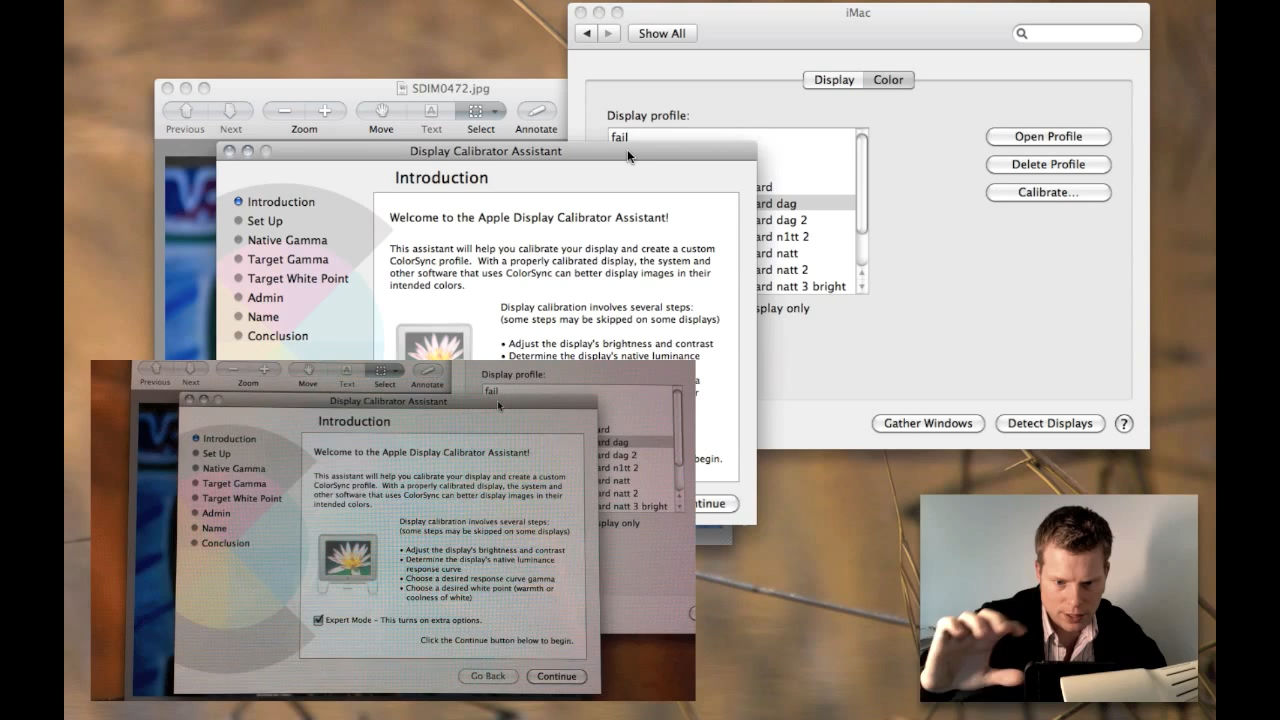 iMac
Show All
Display Color
Display profile:
fail
ard
ard dag
ard dag 2
ard n1tt 2
ard natt
ard natt 2
ard natt 3 bright
splay only
Open Profile
Delete Profile
Calibrate...
Gather Windows
Detect Displays
?
SDIM0472.jpg
Previous Next Zoom Move Text Select Annotate
Display Calibrator Assistant
Introduction
Introduction
Set Up
Native Gamma
Target Gamma
Target White Point
Admin
Name
Conclusion
Welcome to the Apple Display Calibrator Assistant!
This assistant will help you calibrate your display and create a custom
ColorSync profile. With a properly calibrated display, the system and
other software that uses ColorSync can better display images in their
intended colors.
Display calibration involves several steps:
(some steps may be skipped on some displays)
• Adjust the display's brightness and contrast
• Determine the display's native luminance
a
begin.
ntinue
Previous Next Zoom Move Text Select Annotate
Display profile:
fail
ard
ard dag
ard dag 2
ard n1tt 2
ard natt
ard natt 2
ard natt 3 bright
splay only
Display Calibrator Assistant
Introduction
Introduction
Set Up
Native Gamma
Target Gamma
Target White Point
Admin
Name
Conclusion
Welcome to the Apple Display Calibrator Assistant!
This assistant will help you calibrate your display and create a custom
ColorSync profile. With a properly calibrated display, the system and
other software that uses ColorSync can better display images in their
intended colors.
Display calibration involves several steps:
(some steps may be skipped on some displays)
• Adjust the display's brightness and contrast
• Determine the display's native luminance
response curve
• Choose a desired response curve gamma
• Choose a desired white point (warmth or
coolness of white)
Expert Mode – This turns on extra options.
Click the Continue button below to begin.
Go Back
Continue